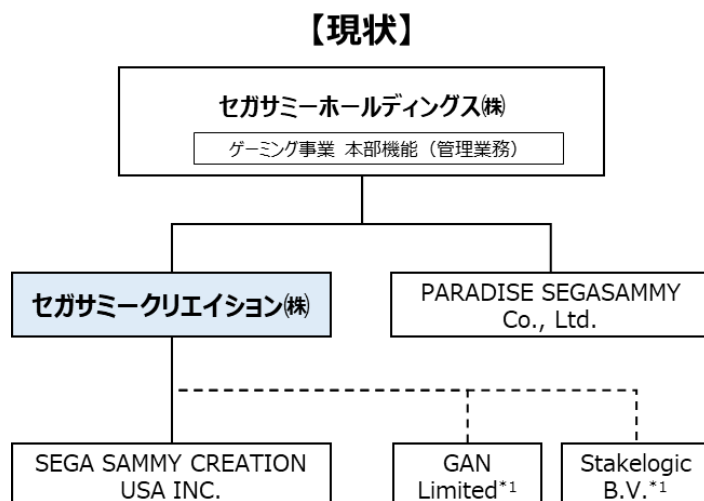 【現状】
セガサミーホールディングス㈱
ゲーミング事業 本部機能（管理業務）
セガサミークリエイション㈱
PARADISE SEGASAMMY
Co., Ltd.
SEGA SAMMY CREATION
USA INC.
GAN
Limited*1
Stakelogic
B.V.*1